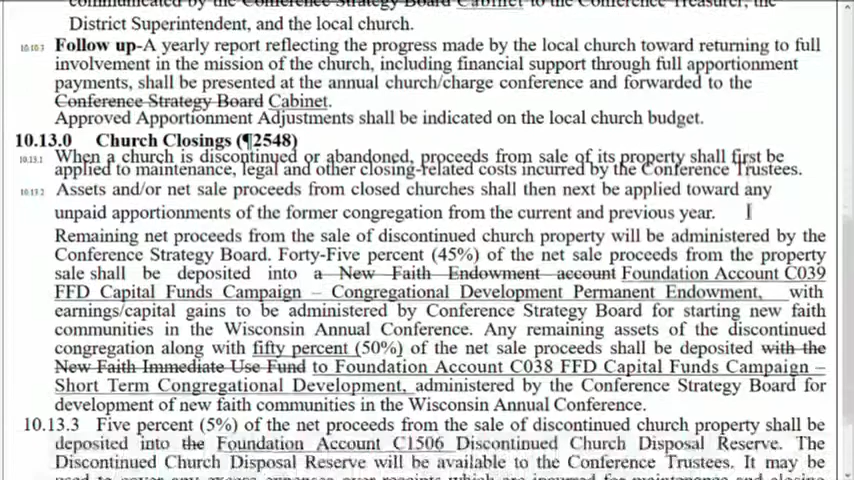 communicated by the Conference Strategy Board Cabinet to the Conference Treasurer, the
District Superintendent, and the local church.
10.10.3 Follow up-A yearly report reflecting the progress made by the local church toward returning to full
involvement in the mission of the church, including financial support through full apportionment
payments, shall be presented at the annual church/charge conference and forwarded to the
Conference Strategy Board Cabinet.
Approved Apportionment Adjustments shall be indicated on the local church budget.
10.13.0 Church Closings (¶2548)
10.13.1 When a church is discontinued or abandoned, proceeds from sale of its property shall first be
applied to maintenance, legal and other closing-related costs incurred by the Conference Trustees.
10.13.2 Assets and/or net sale proceeds from closed churches shall then next be applied toward any
unpaid apportionments of the former congregation from the current and previous year.
Remaining net proceeds from the sale of discontinued church property will be administered by the
Conference Strategy Board. Forty-Five percent (45%) of the net sale proceeds from the property
sale shall be deposited into a New Faith Endowment account Foundation Account C039
FFD Capital Funds Campaign – Congregational Development Permanent Endowment, with
earnings/capital gains to be administered by Conference Strategy Board for starting new faith
communities in the Wisconsin Annual Conference. Any remaining assets of the discontinued
congregation along with fifty percent (50%) of the net sale proceeds shall be deposited with the
New Faith Immediate Use Fund to Foundation Account C038 FFD Capital Funds Campaign –
Short Term Congregational Development, administered by the Conference Strategy Board for
development of new faith communities in the Wisconsin Annual Conference.
10.13.3 Five percent (5%) of the net proceeds from the sale of discontinued church property shall be
deposited into the Foundation Account C1506 Discontinued Church Disposal Reserve. The
Discontinued Church Disposal Reserve will be available to the Conference Trustees. It may be
used to cover any excess expenses over receipts which are incurred for maintenance and closing